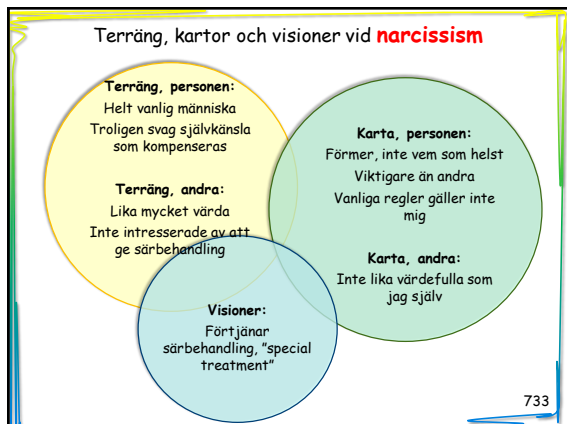 Terräng, kartor och visioner vid narcissism
Terräng, personen:
Helt vanlig människa
Troligen svag självkänsla
som kompenseras
Terräng, andra:
Lika mycket värda
Inte intresserade av att
ge särbehandling
Karta, personen:
Förmer, inte vem som helst
Viktigare än andra
Vanliga regler gäller inte
mig
Karta, andra:
Inte lika värdefulla som
jag själv
Visioner:
Förtjänar
särbehandling, ”special
treatment”
733